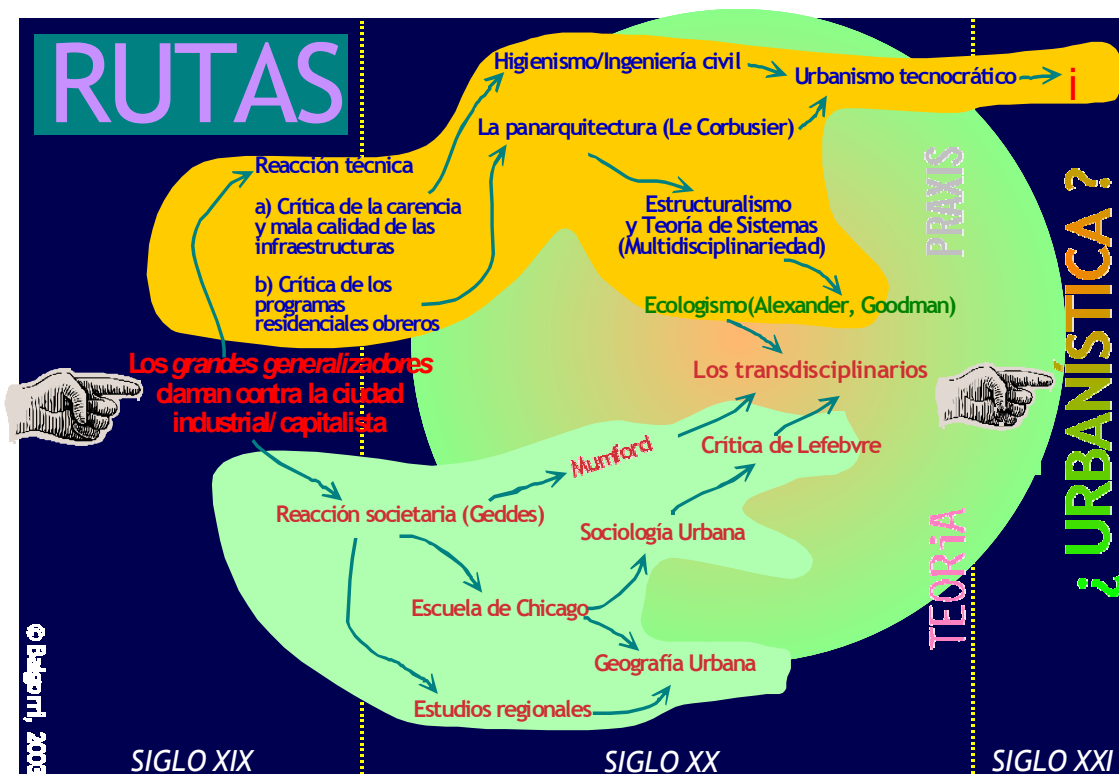 RUTAS
Higienismo/Ingeniería civil
Urbanismo tecnocrático
¡
La panarquitectura (Le Corbusier)
Reacción técnica
a) Crítica de la carencia
y mala calidad de las
infraestructuras
b) Crítica de los
programas
residenciales obreros
Estructuralismo
y Teoría de Sistemas
(Multidisciplinariedad)
Ecologismo(Alexander, Goodman)
Los transdisciplinarios
Los grandes generalizadores
claman contra la ciudad
industrial/ capitalista
Mumford
Crítica de Lefebvre
Reacción societaria (Geddes)
Sociología Urbana
Escuela de Chicago
Geografía Urbana
Estudios regionales
PRAXIS
TEORíA
¿ URBANÍSTICA ?
©
SIGLO XIX
SIGLO XX
SIGLO XXI